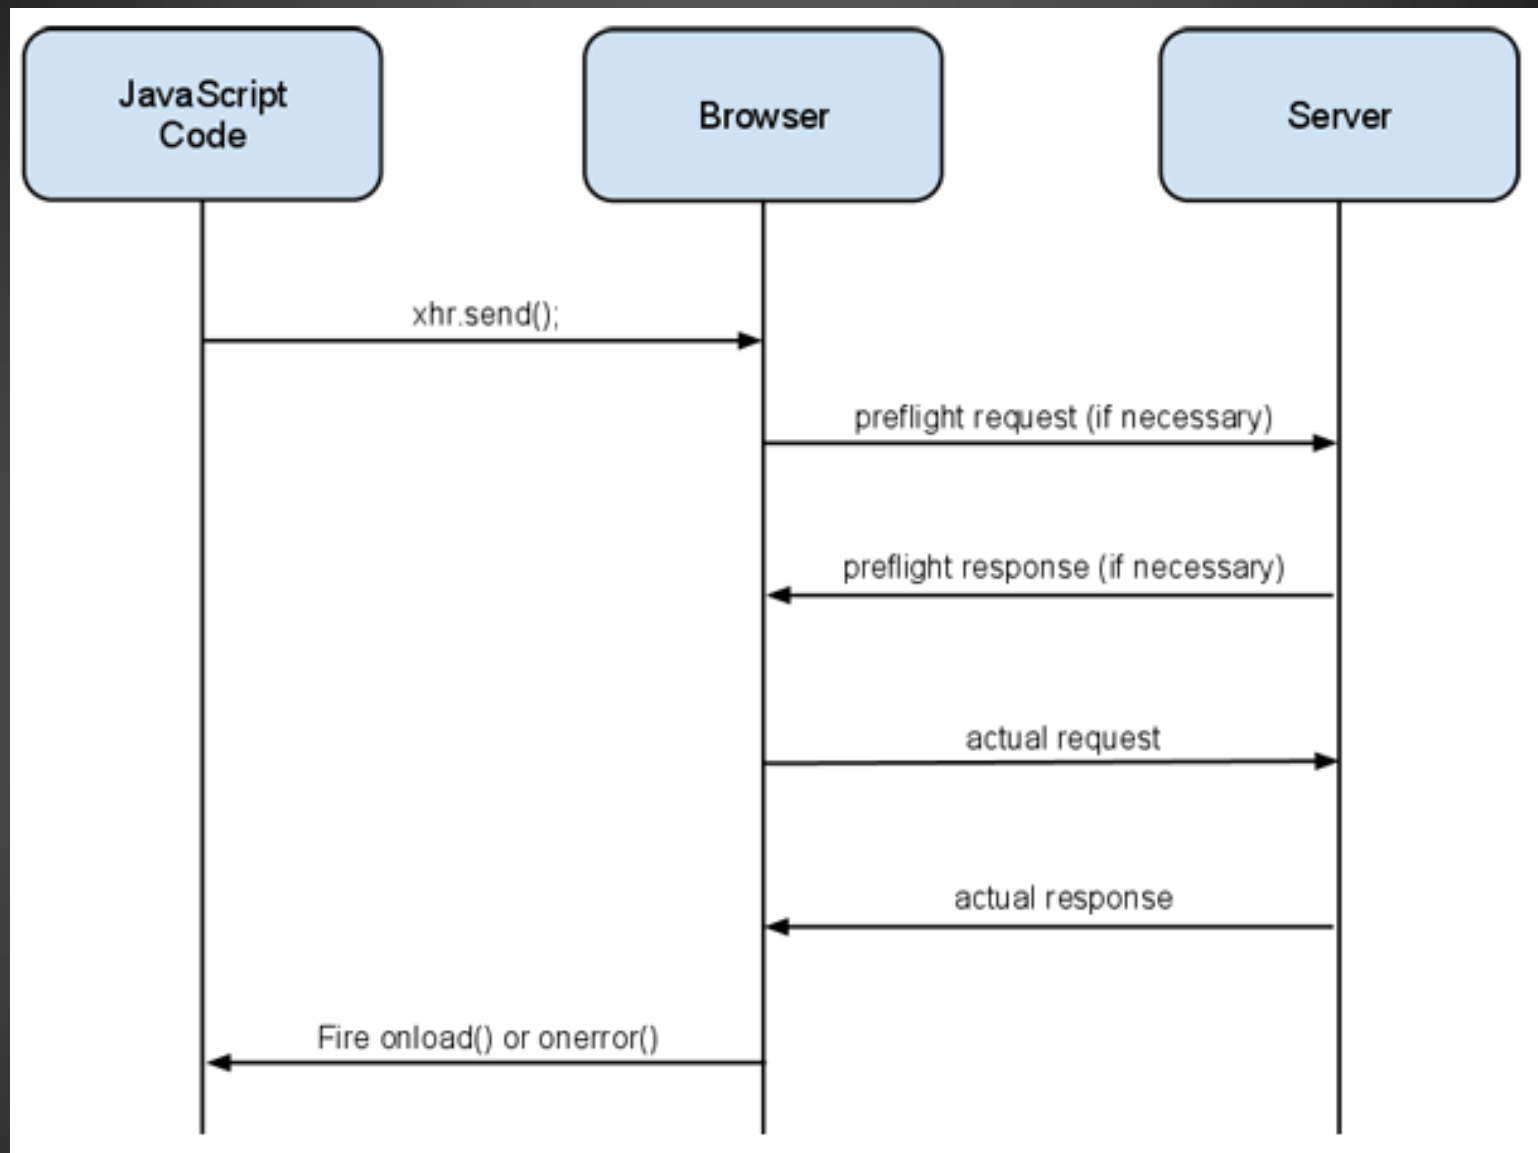 JavaScript
Code
Browser
Server
xhr.send();
preflight request (if necessary)
preflight response (if necessary)
actual request
actual response
Fire onload() or onerror()